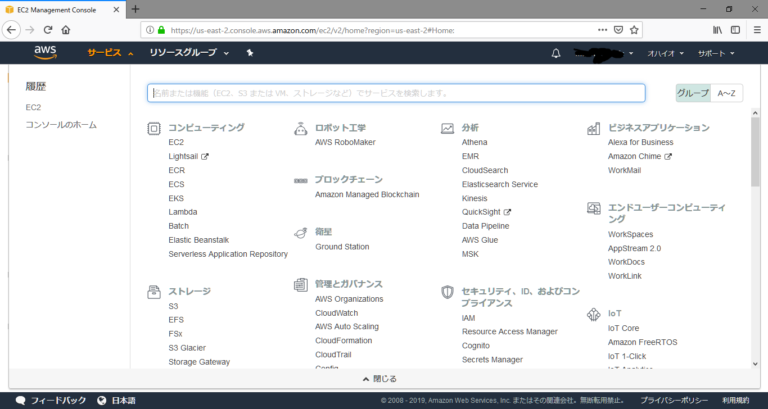 EC2 Management Console
https://us-east-2.console.aws.amazon.com/ec2/v2/home?region=us-east-2#Home:
aws
サービス
リソースグループ
オハイオ
サポート
履歴
EC2
コンソールのホーム
名前または機能（EC2、S3 または VM、ストレージなど）でサービスを検索します。
グループ
A〜Z
コンピューティング
EC2
Lightsail
ECR
ECS
EKS
Lambda
Batch
Elastic Beanstalk
Serverless Application Repository
ストレージ
S3
EFS
FSx
S3 Glacier
Storage Gateway
ロボット工学
AWS RoboMaker
ブロックチェーン
Amazon Managed Blockchain
衛星
Ground Station
管理とガバナンス
AWS Organizations
CloudWatch
AWS Auto Scaling
CloudFormation
CloudTrail
Config
分析
Athena
EMR
CloudSearch
Elasticsearch Service
Kinesis
QuickSight
Data Pipeline
AWS Glue
MSK
セキュリティ、ID、およびコン
プライアンス
IAM
Resource Access Manager
Cognito
Secrets Manager
ビジネスアプリケーション
Alexa for Business
Amazon Chime
WorkMail
エンドユーザーコンピューティ
ング
WorkSpaces
AppStream 2.0
WorkDocs
WorkLink
IoT
IoT Core
Amazon FreeRTOS
IoT 1-Click
IoT Analytics
閉じる
フィードバック
日本語
© 2008 - 2019, Amazon Web Services, Inc. またはその関連会社。無断転用禁止。
プライバシーポリシー
利用規約